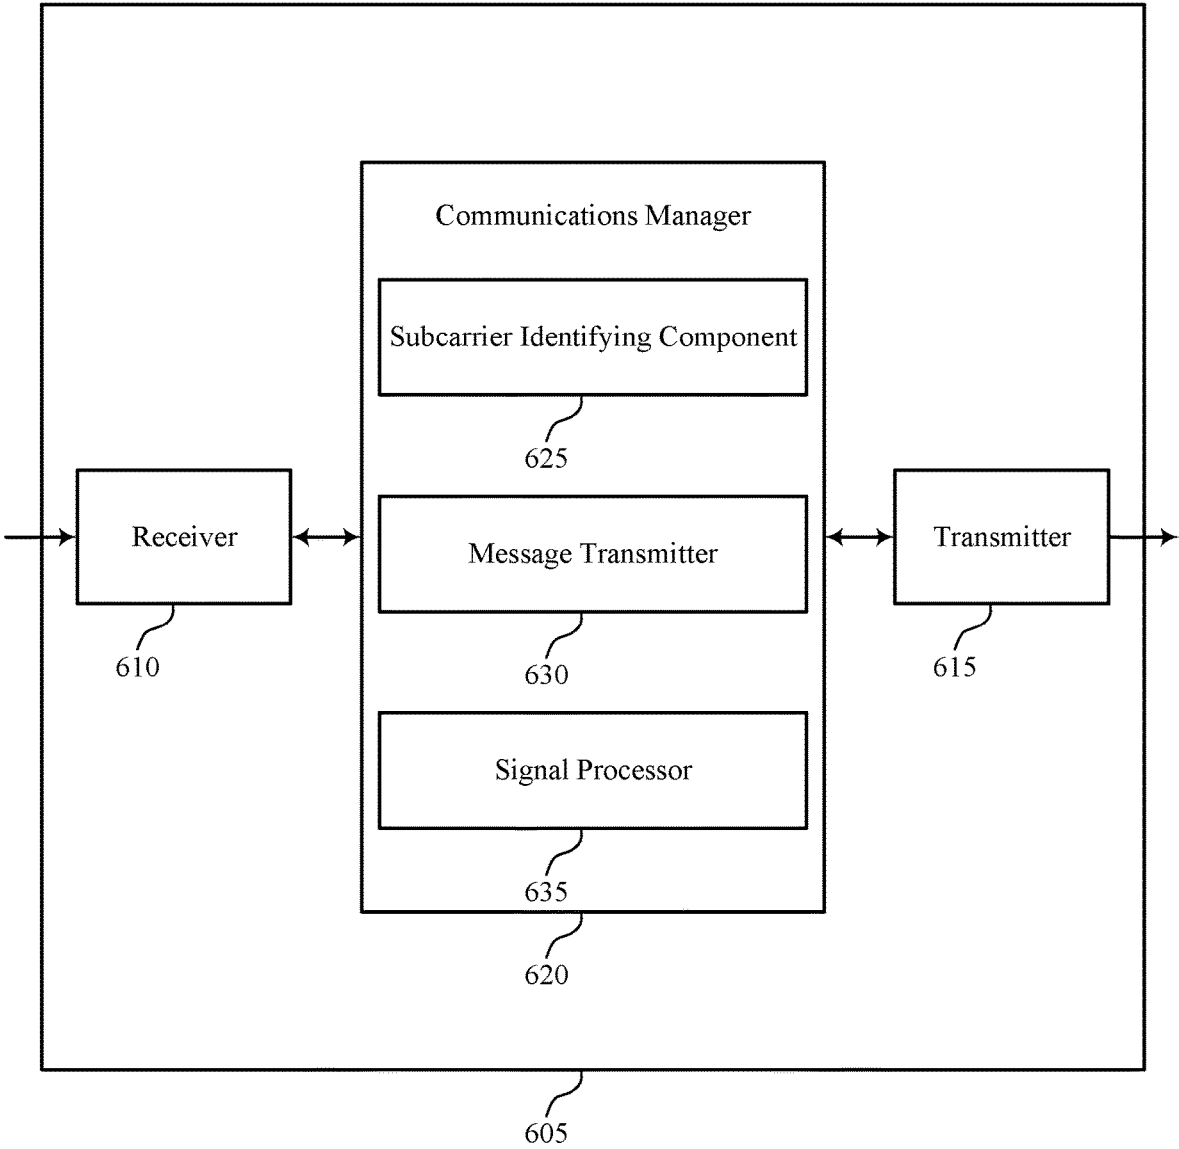 Communications Manager
Subcarrier Identifying Component
625
Receiver
610
Message Transmitter
630
Transmitter
615
Signal Processor
635
620
605